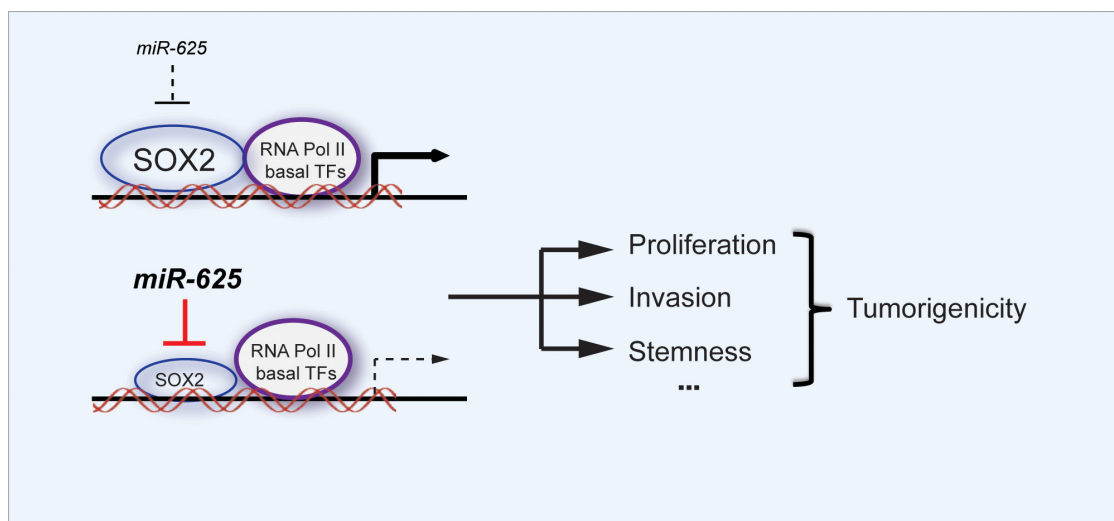 miR-625
SOX2
RNA Pol II
basal TFs
miR-625
SOX2
RNA Pol II
basal TFs
Proliferation
Invasion
Stemness
...
Tumorigenicity